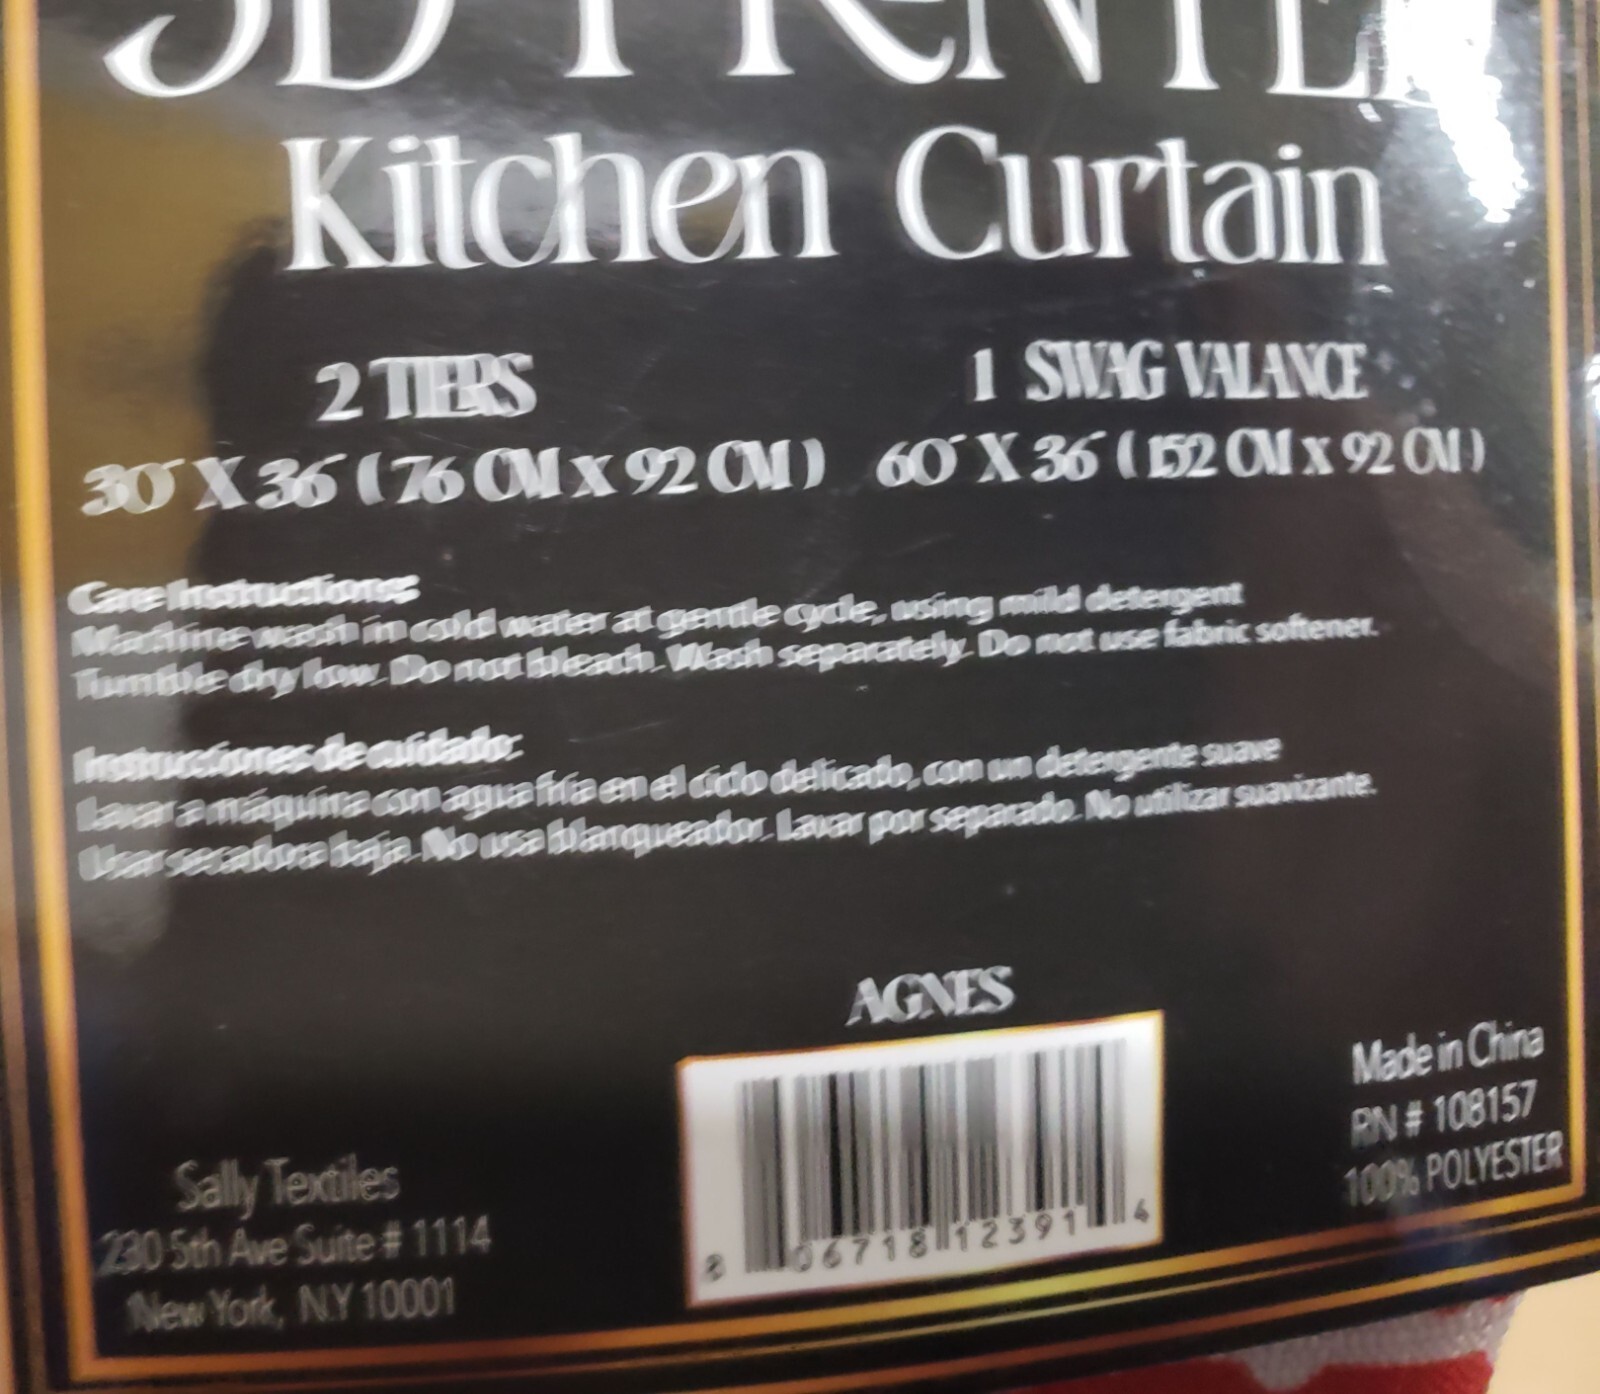 3D PRINTED
Kitchen Curtain
2 TIERS
30" X 36" ( 76 CM x 92 CM )
1 SWAG VALANCE
60" X 36" ( 152 CM x 92 CM )
Care Instructions:
Machine wash in cold water at gentle cycle, using mild detergent
Tumble dry low. Do not bleach. Wash separately. Do not use fabric softener.
Instrucciones de cuidado:
Lavar a máquina con agua fria en el ciclo delicado, con un detergente suave
Usar secadora baja. No usa blanqueador. Lavar por separado. No utilizar suavizante.
AGNES
8 06718 12391 4
Sally Textiles
230 5th Ave Suite # 1114
New York, N.Y 10001
Made in China
RN # 108157
100% POLYESTER